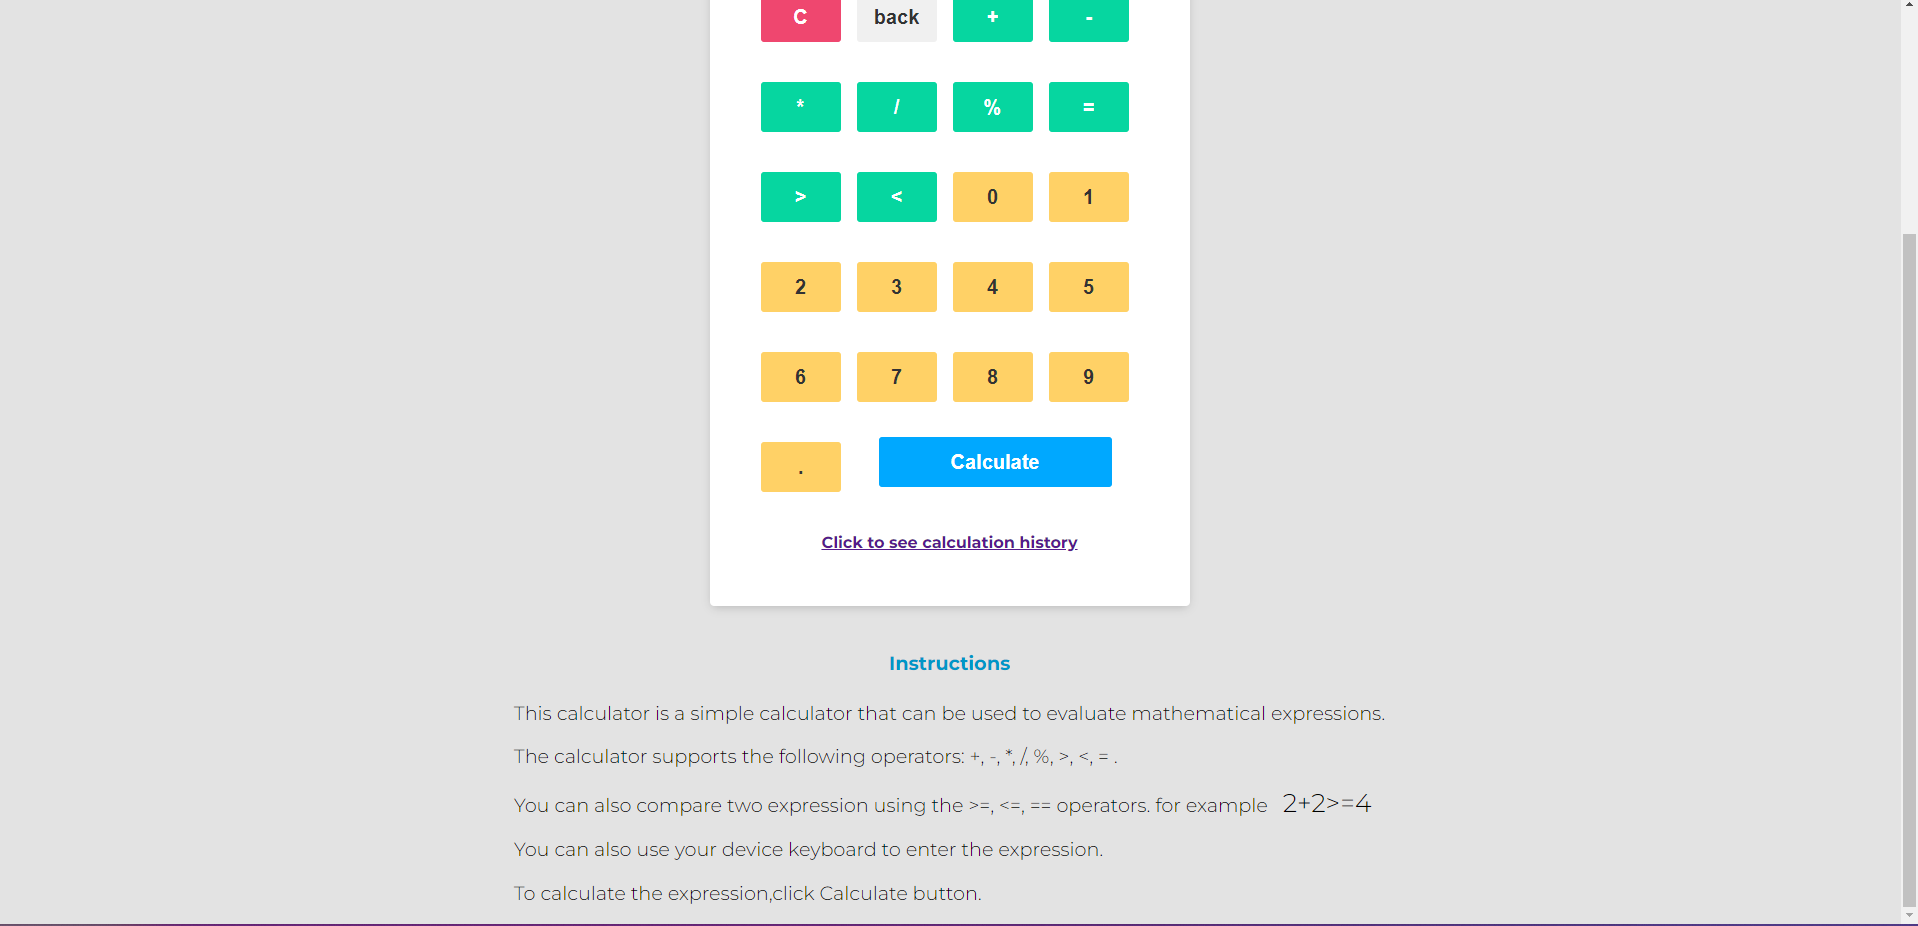 C back + -
* / % =
> < 0 1
2 3 4 5
6 7 8 9
. Calculate
Click to see calculation history
Instructions
This calculator is a simple calculator that can be used to evaluate mathematical expressions.
The calculator supports the following operators: +, -, *, /, %, >, <, = .
You can also compare two expression using the >=, <=, == operators. for example 2+2>=4
You can also use your device keyboard to enter the expression.
To calculate the expression,click Calculate button.